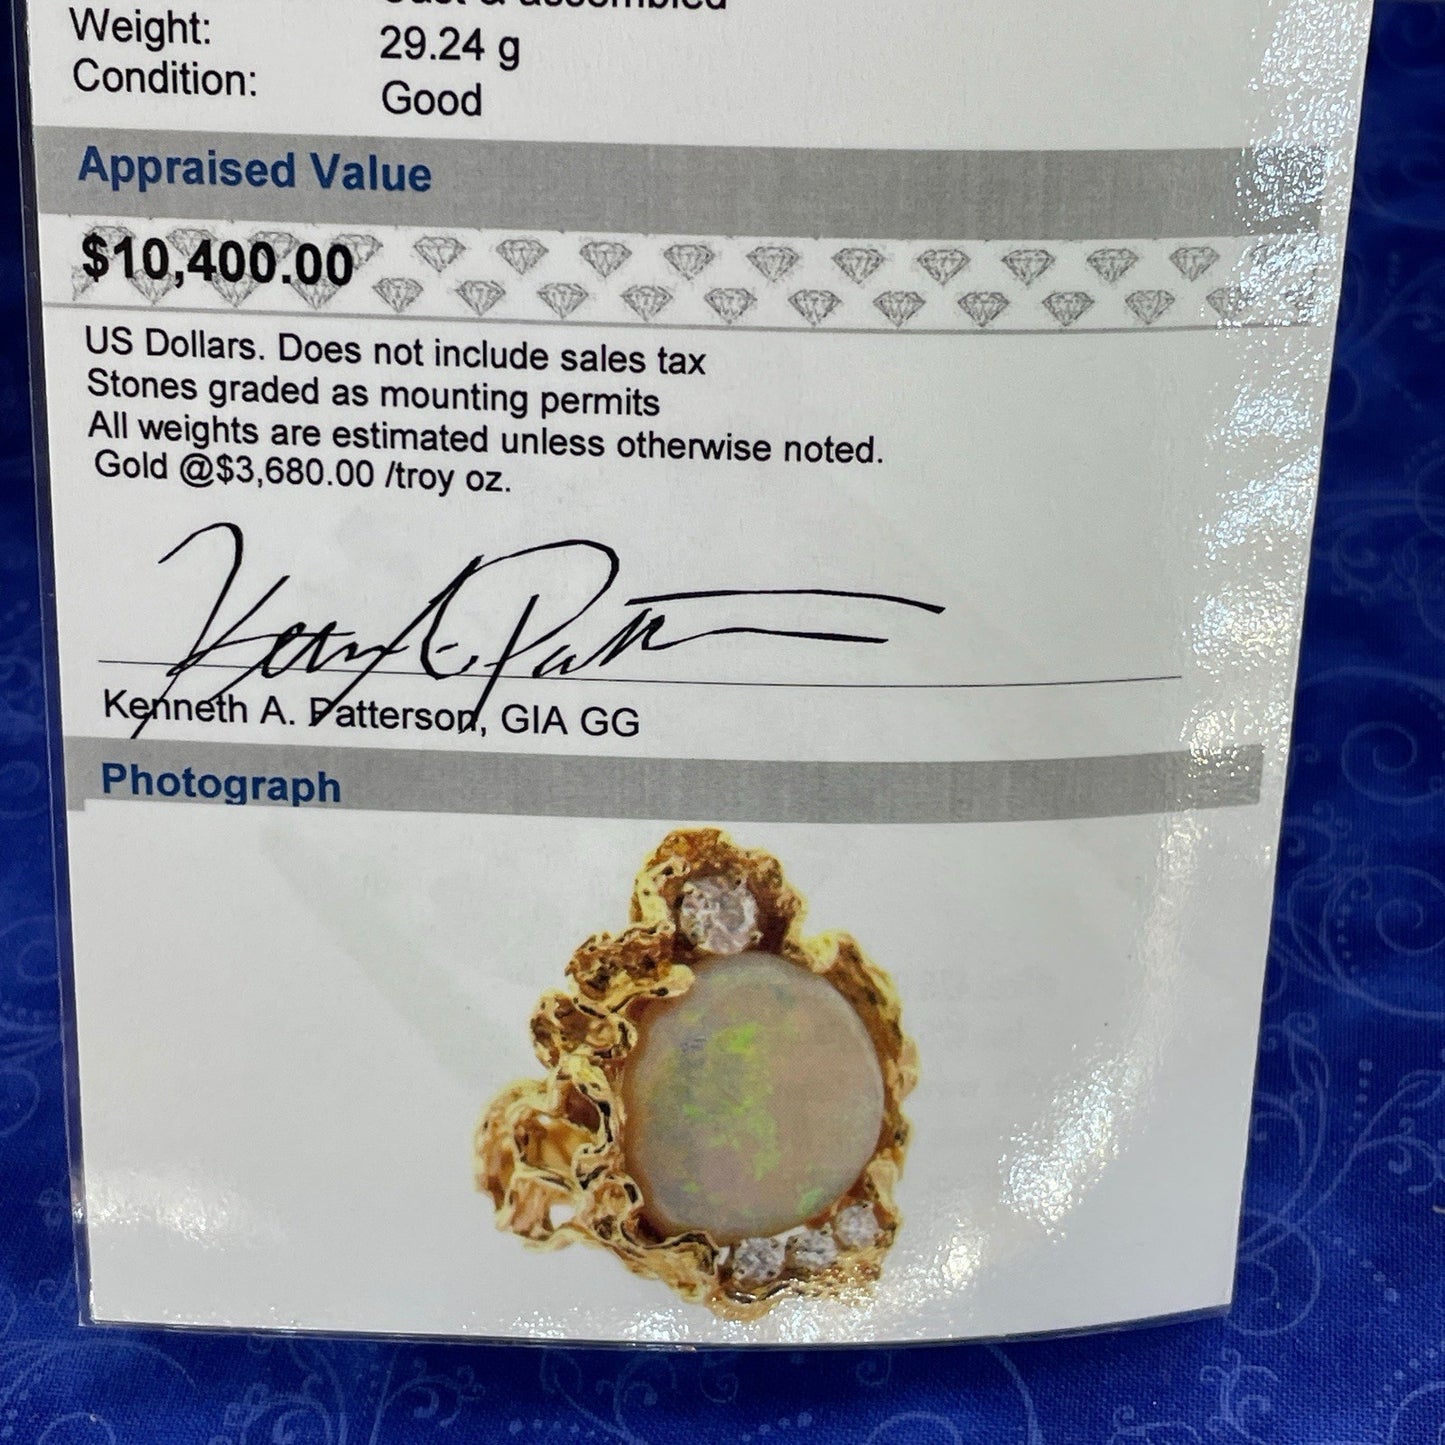 Cast & assembled
Weight: 29.24 g
Condition: Good
Appraised Value
$10,400.00
US Dollars. Does not include sales tax
Stones graded as mounting permits
All weights are estimated unless otherwise noted.
Gold @$3,680.00 /troy oz.
Kenneth A. Patterson, GIA GG
Photograph